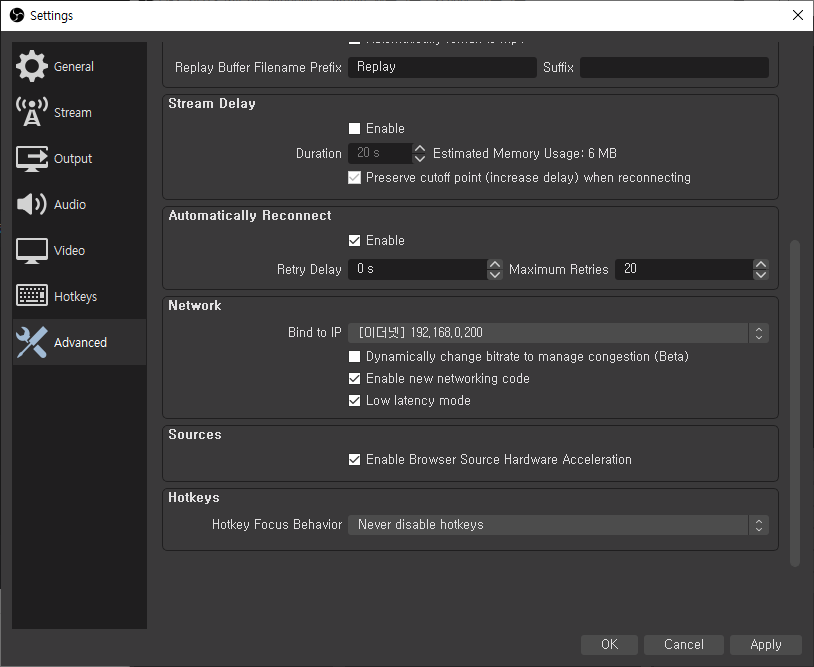 Settings
General
Stream
Output
Audio
Video
Hotkeys
Advanced
Replay Buffer Filename Prefix Replay Suffix
Stream Delay
Enable
Duration 20 s Estimated Memory Usage: 6 MB
Preserve cutoff point (increase delay) when reconnecting
Automatically Reconnect
Enable
Retry Delay 0 s Maximum Retries 20
Network
Bind to IP [이더넷] 192,168,0,200
Dynamically change bitrate to manage congestion (Beta)
Enable new networking code
Low latency mode
Sources
Enable Browser Source Hardware Acceleration
Hotkeys
Hotkey Focus Behavior Never disable hotkeys
OK Cancel Apply